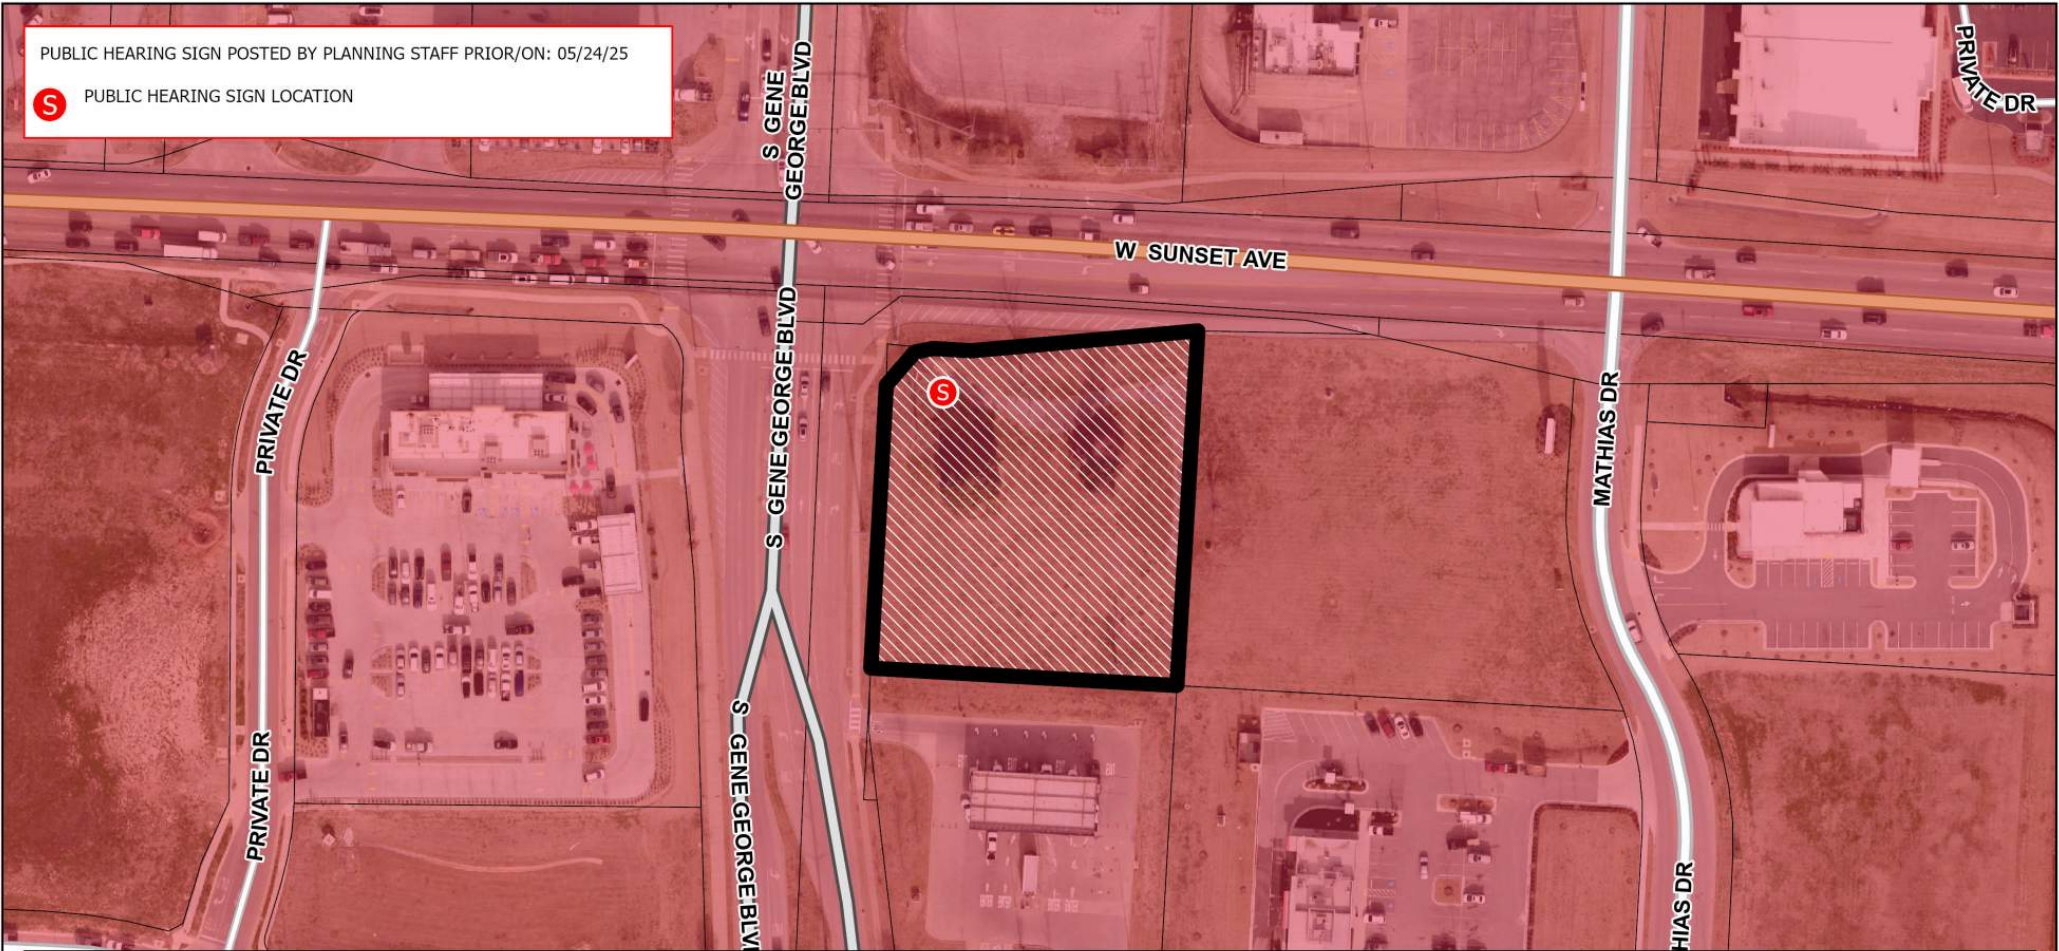 PUBLIC HEARING SIGN POSTED BY PLANNING STAFF PRIOR/ON: 05/24/25
S PUBLIC HEARING SIGN LOCATION
S GENE
GEORGE BLVD
PRIVATE DR
W SUNSET AVE
S GENE GEORGE BLVD
PRIVATE DR
S
MATHIAS DR
S GENE GEORGE BLV
PRIVATE DR
HIAS DR